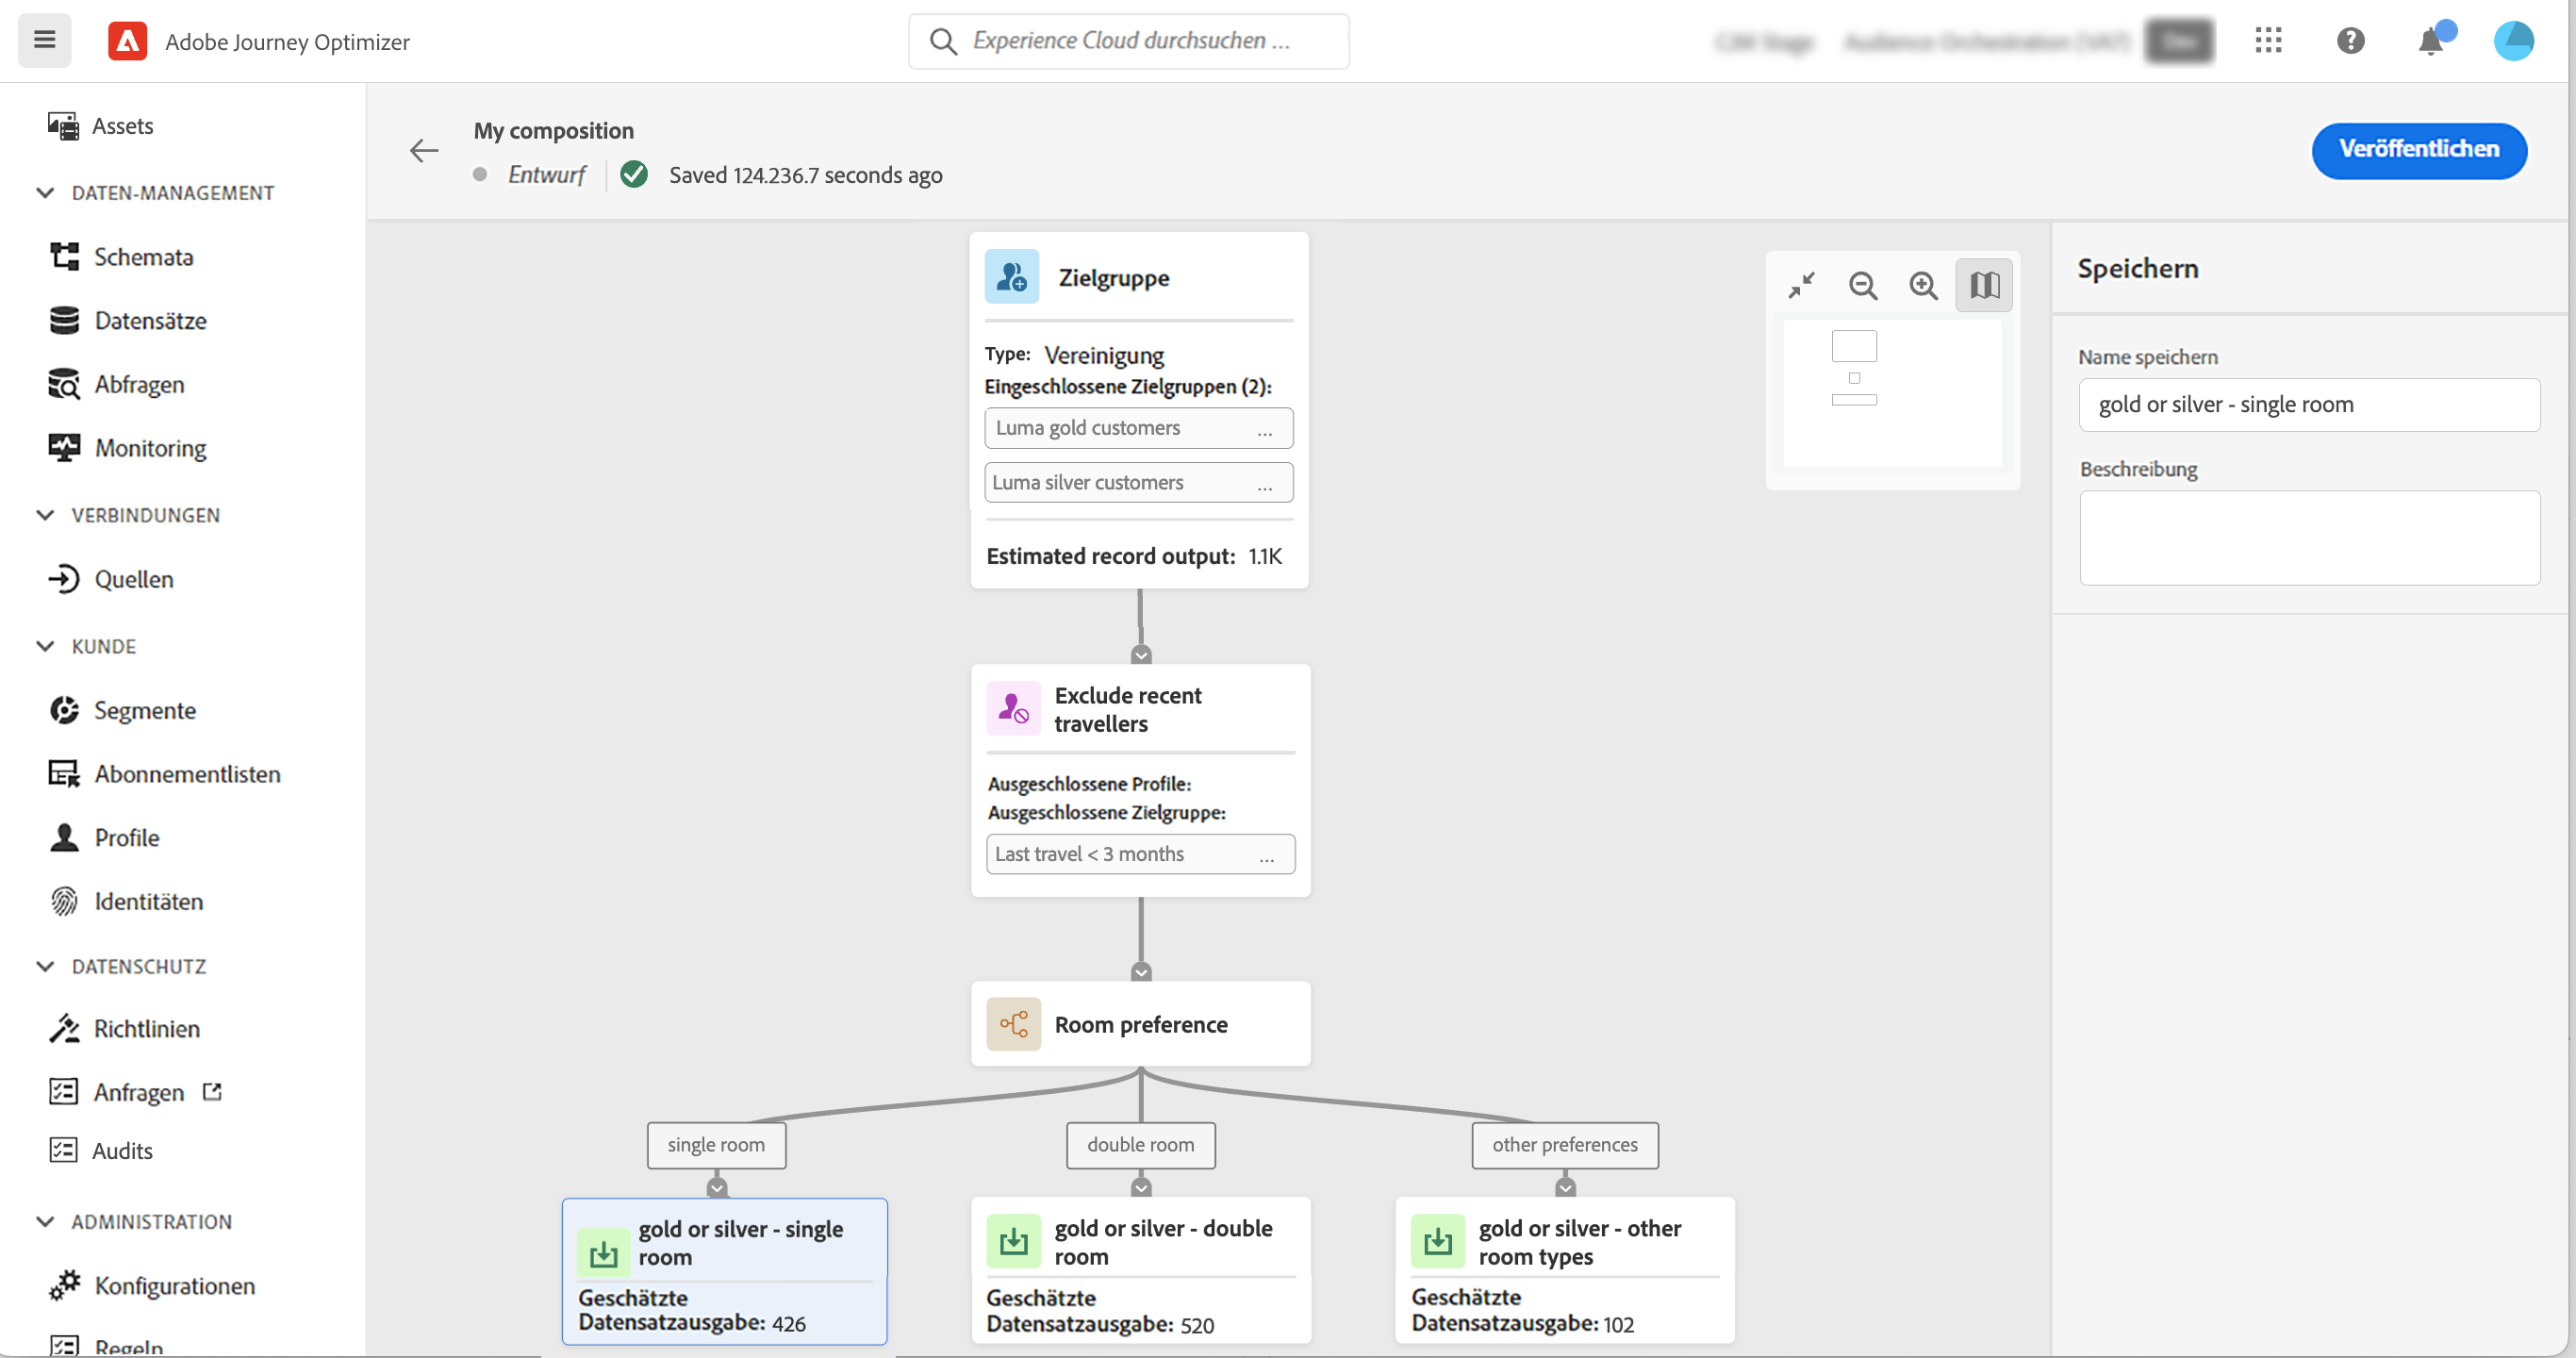 Adobe Journey Optimizer
Experience Cloud durchsuchen ...
Assets
DATEN-MANAGEMENT
Schemata
Datensätze
Abfragen
Monitoring
VERBINDUNGEN
Quellen
KUNDE
Segmente
Abonnementlisten
Profile
Identitäten
DATENSCHUTZ
Richtlinien
Anfragen
Audits
ADMINISTRATION
Konfigurationen
Regeln
My composition
Entwurf
Saved 124.236.7 seconds ago
Veröffentlichen
Zielgruppe
Type: Vereinigung
Eingeschlossene Zielgruppen (2):
Luma gold customers ...
Luma silver customers ...
Estimated record output: 1.1K
Exclude recent
travellers
Ausgeschlossene Profile:
Ausgeschlossene Zielgruppe:
Last travel < 3 months ...
Room preference
single room
double room
other preferences
gold or silver - single
room
Geschätzte
Datensatzausgabe: 426
gold or silver - double
room
Geschätzte
Datensatzausgabe: 520
gold or silver - other
room types
Geschätzte
Datensatzausgabe: 102
Speichern
Name speichern
gold or silver - single room
Beschreibung